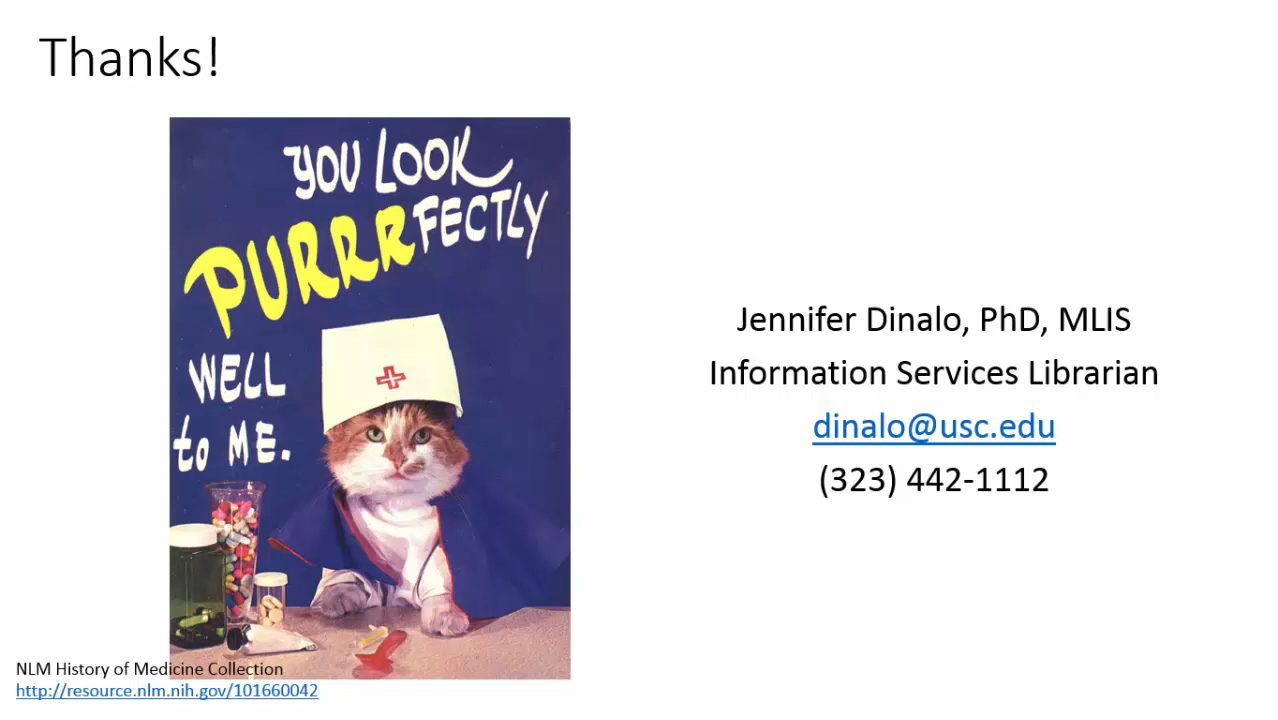 Thanks!
YOU LOOK
PURRRFECTLY
WELL
to ME.
Jennifer Dinalo, PhD, MLIS
Information Services Librarian
dinalo@usc.edu
(323) 442-1112
NLM History of Medicine Collection
http://resource.nlm.nih.gov/101660042